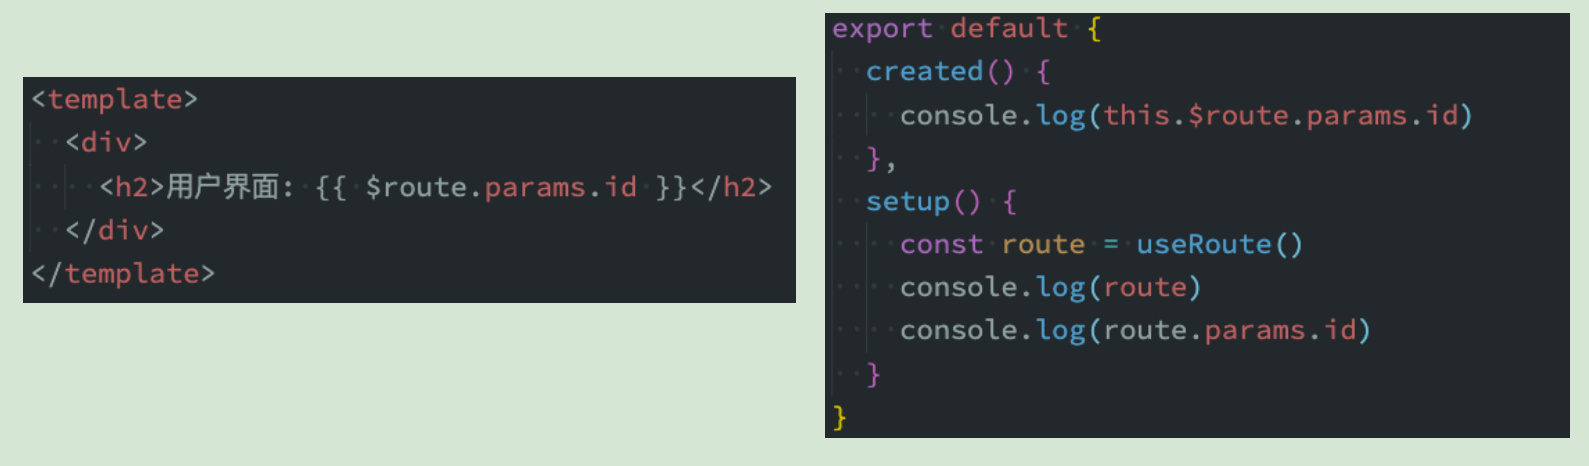 <template>
  <div>
    <h2>用户界面: {{ $route.params.id }}</h2>
  </div>
</template>
export default {
  created() {
    console.log(this.$route.params.id)
  },
  setup() {
    const route = useRoute()
    console.log(route)
    console.log(route.params.id)
  }
}